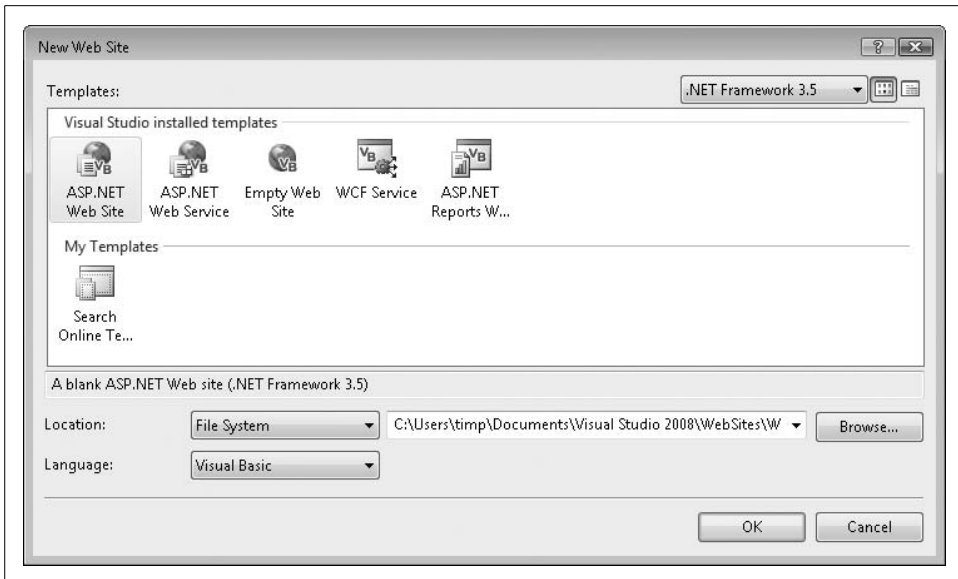 New Web Site
Templates:
.NET Framework 3.5
Visual Studio installed templates
ASP.NET Web Site
ASP.NET Web Service
Empty Web Site
WCF Service
ASP.NET Reports W...
My Templates
Search Online Te...
A blank ASP.NET Web site (.NET Framework 3.5)
Location:
File System
C:\Users\timp\Documents\Visual Studio 2008\WebSites\W
Browse...
Language:
Visual Basic
OK
Cancel